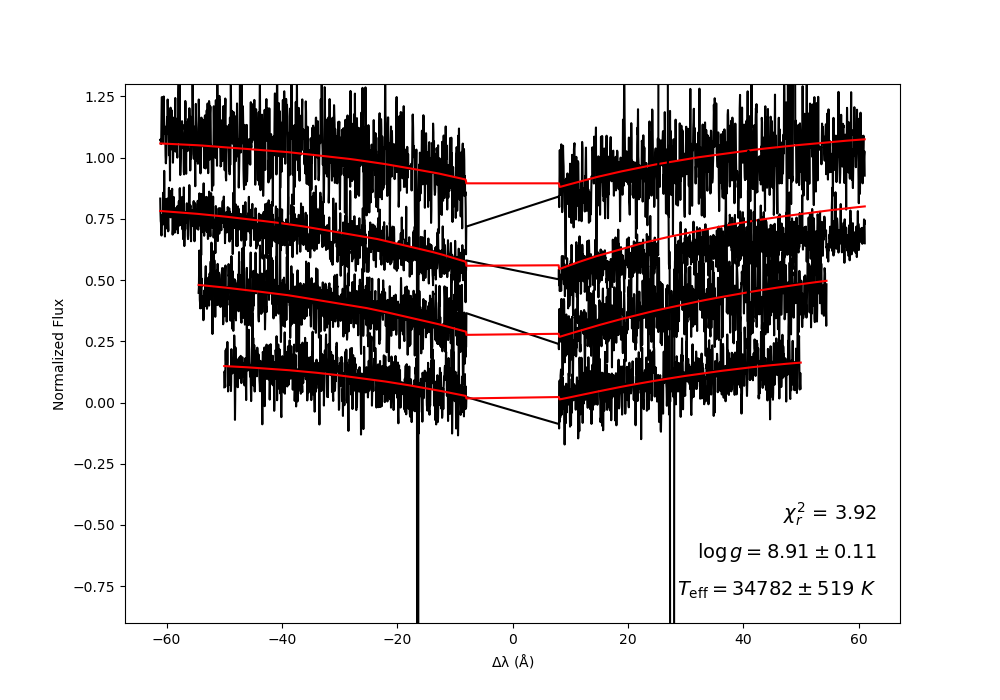 1.25
1.00
0.75
0.50
0.25
0.00
−0.25
−0.50
−0.75
Normalized Flux
χ²ᵣ = 3.92
log g = 8.91 ± 0.11
T_eff = 34782 ± 519 K
−60 −40 −20 0 20 40 60
Δλ (Å)